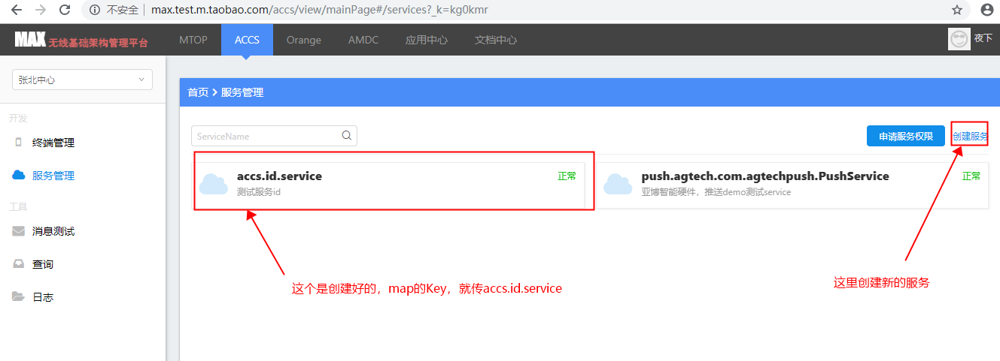 不安全 max.test.m.taobao.com/accs/view/mainPage#/services?_k=kg0kmr
MAX 无线基础架构管理平台 MTOP ACCS Orange AMDC 应用中心 文档中心 夜下
张北中心
首页 > 服务管理
开发
终端管理
服务管理
工具
消息测试
查询
日志
ServiceName
申请服务权限 创建服务
accs.id.service 正常
测试服务id
push.agtech.com.agtechpush.PushService 正常
亚博智能硬件，推送demo测试service
这个是创建好的，map的Key，就传accs.id.service
这里创建新的服务